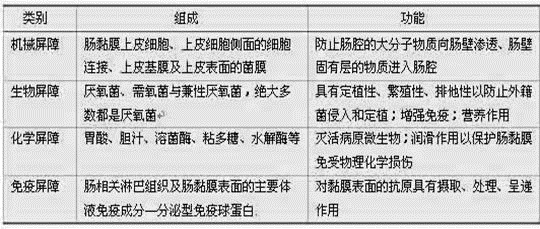 类别 组成 功能
机械屏障 肠黏膜上皮细胞、上皮细胞侧面的细胞 防止肠腔的大分子物质向肠壁渗透、肠壁
连接、上皮基膜及上皮表面的菌膜 固有层的物质进入肠腔
生物屏障 厌氧菌、需氧菌与兼性厌氧菌,绝大多 具有定植性、繁殖性、排他性以防止外籍
数都是厌氧菌 菌侵入和定植;增强免疫;营养作用
化学屏障 胃酸、胆汁、溶菌酶、粘多糖、水解酶等 灭活病原微生物;润滑作用以保护肠黏膜
免受物理化学损伤
免疫屏障 肠相关淋巴组织及肠黏膜表面的主要体 对黏膜表面的抗原具有摄取、处理、呈递
液免疫成分—分泌型免疫球蛋白. 作用